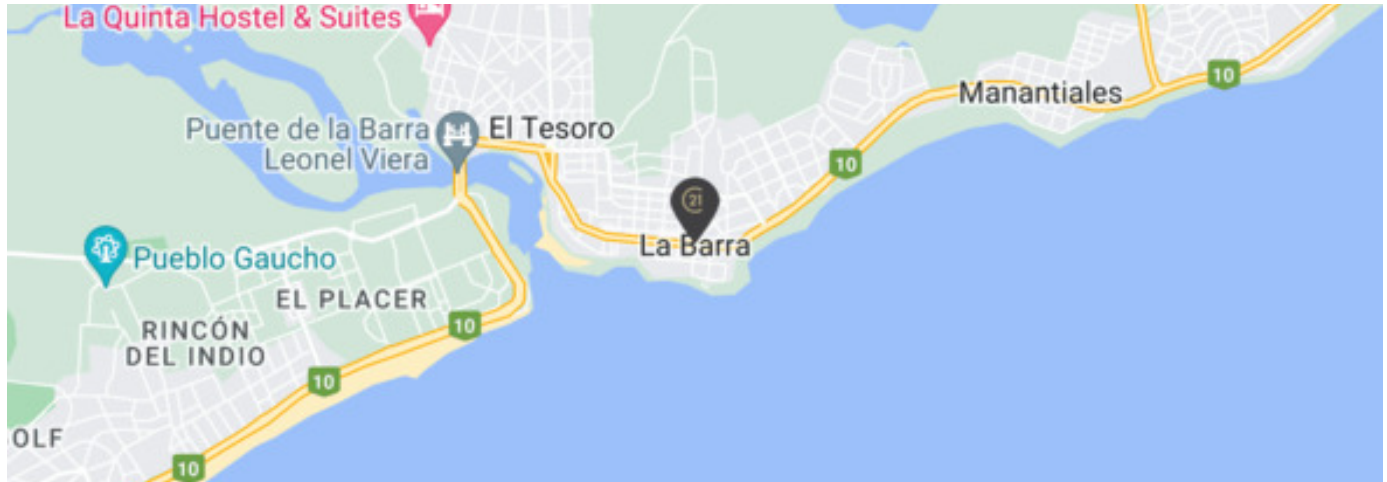 La Quinta Hostel & Suites
10
Manantiales
Puente de la Barra
Leonel Viera
El Tesoro
10
21
La Barra
Pueblo Gaucho
EL PLACER
10
RINCÓN
DEL INDIO
10
OLF
10